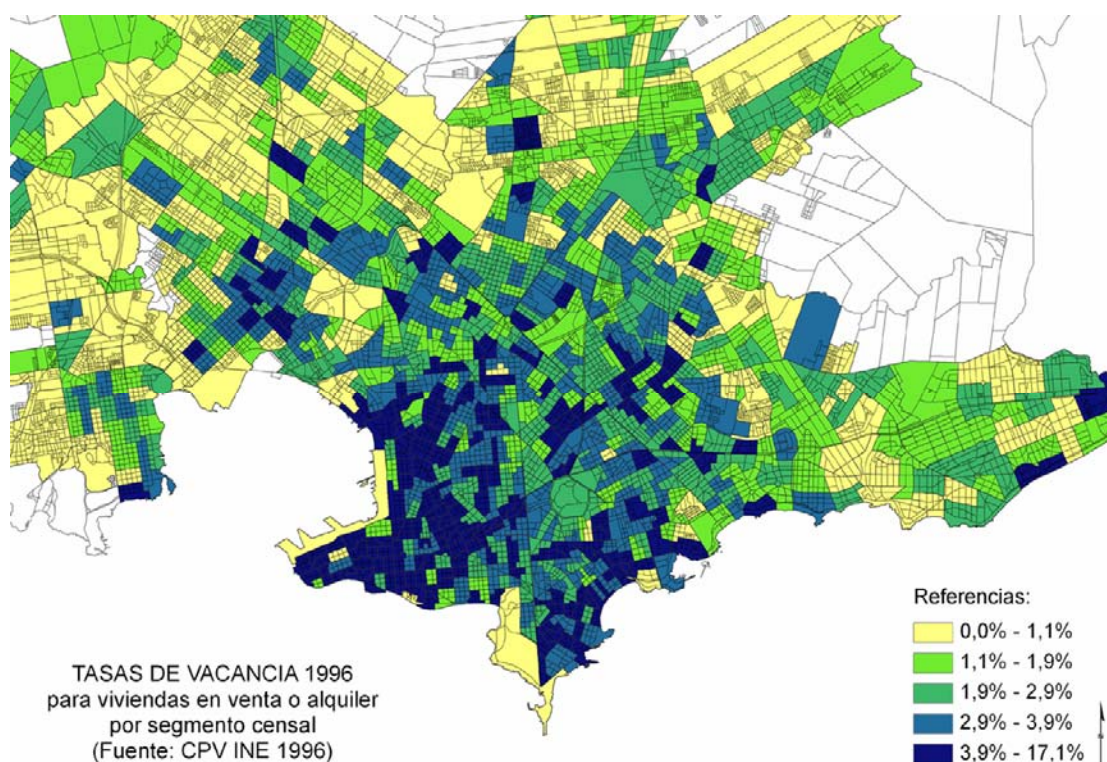 TASAS DE VACANCIA 1996
para viviendas en venta o alquiler
por segmento censal
(Fuente: CPV INE 1996)
Referencias:
0,0% - 1,1%
1,1% - 1,9%
1,9% - 2,9%
2,9% - 3,9%
3,9% - 17,1%